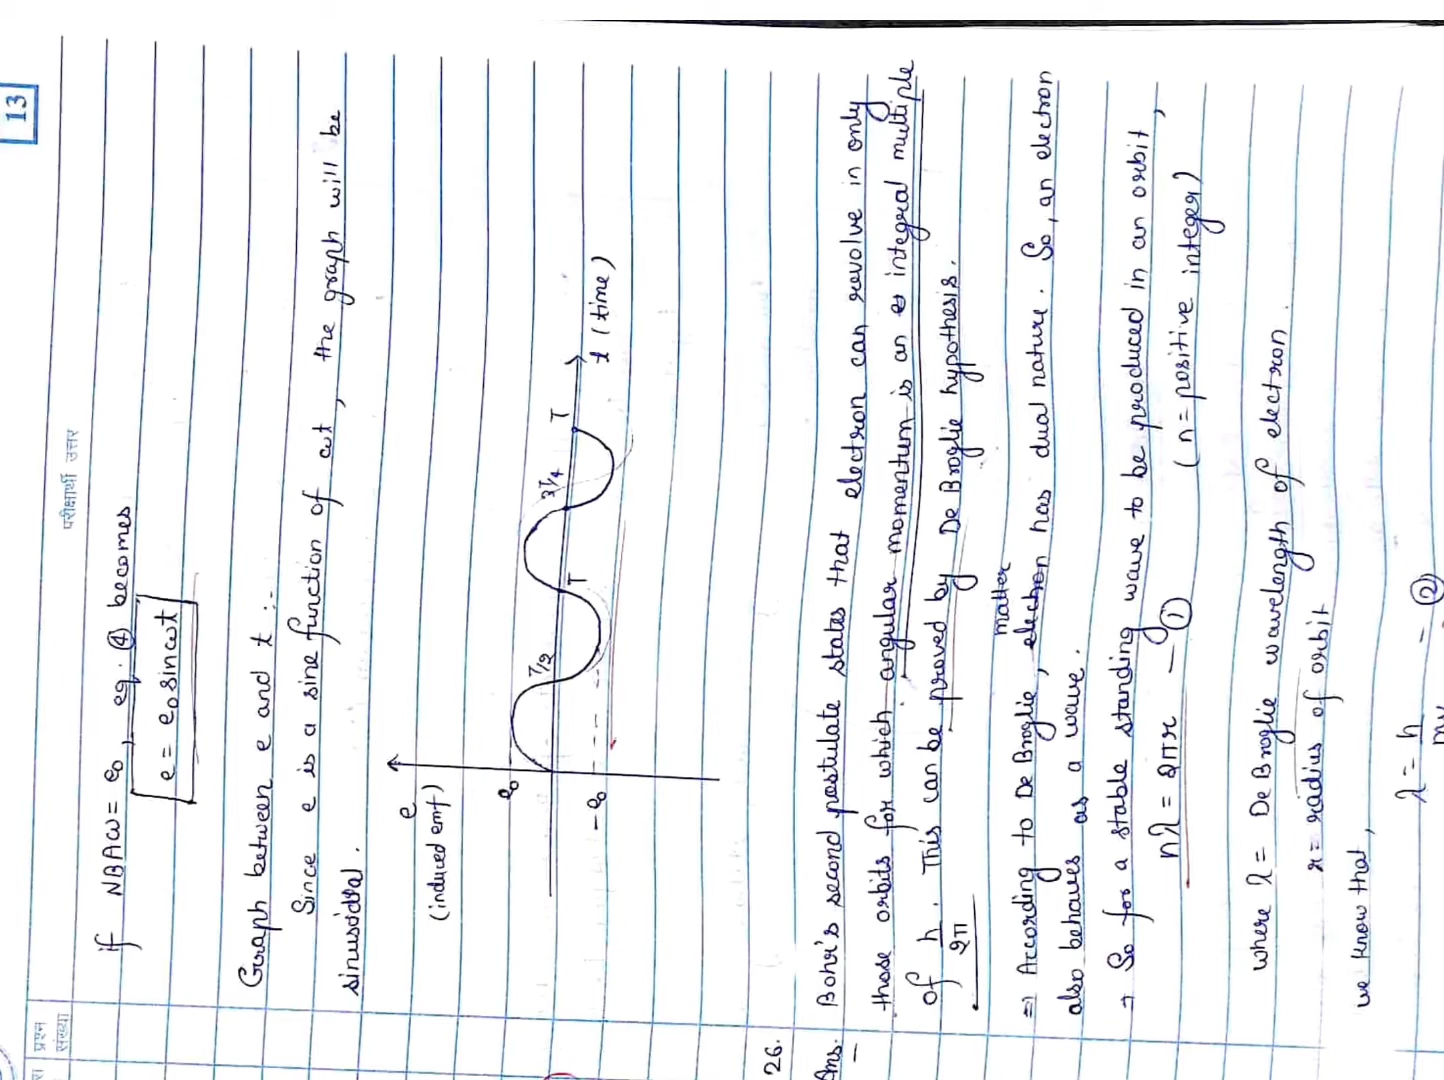 13
प्रश्न
संख्या
परीक्षार्थी उत्तर
if NBAω = e₀, eq. ④ becomes
e = e₀ sin ωt
Graph between e and t :-
Since e is a sine function of ωt, the graph will be
sinusoidal.
e
(induced emf)
e₀
-e₀
T/2
T
3T/4
T
t (time)
26.
Ans. Bohr's second postulate states that electron can revolve in only
those orbits for which angular momentum is an integral multiple
of h/2π. This can be proved by De Broglie hypothesis.
matter
⇒ According to De Broglie, electron has dual nature. So, an electron
also behaves as a wave.
→ So for a stable standing wave to be produced in an orbit,
nλ = 2πr — ① (n = positive integer)
where λ = De Broglie wavelength of electron.
r = radius of orbit
we know that,
λ = h/mv - ②